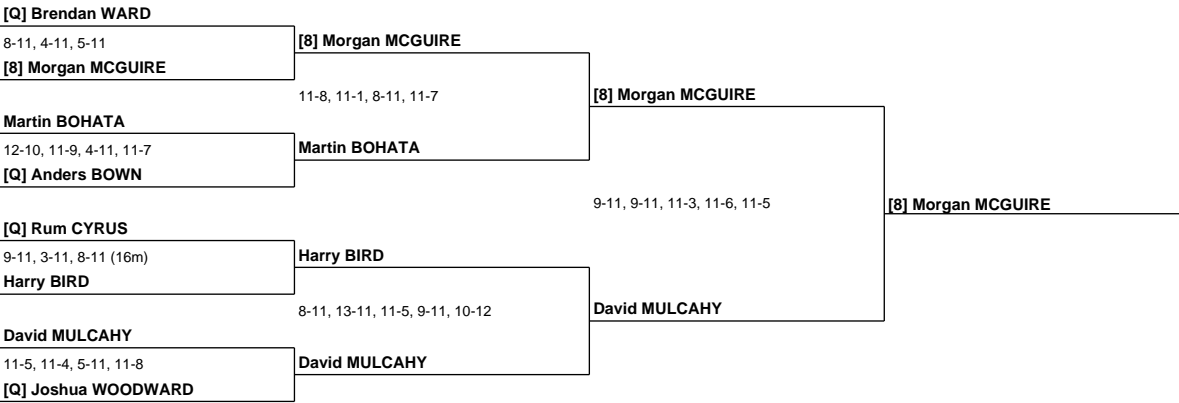 [Q] Brendan WARD
8-11, 4-11, 5-11
[8] Morgan MCGUIRE
[8] Morgan MCGUIRE
11-8, 11-1, 8-11, 11-7
[8] Morgan MCGUIRE
Martin BOHATA
12-10, 11-9, 4-11, 11-7
Martin BOHATA
[Q] Anders BOWN
9-11, 9-11, 11-3, 11-6, 11-5
[8] Morgan MCGUIRE
[Q] Rum CYRUS
9-11, 3-11, 8-11 (16m)
Harry BIRD
Harry BIRD
8-11, 13-11, 11-5, 9-11, 10-12
David MULCAHY
David MULCAHY
11-5, 11-4, 5-11, 11-8
David MULCAHY
[Q] Joshua WOODWARD